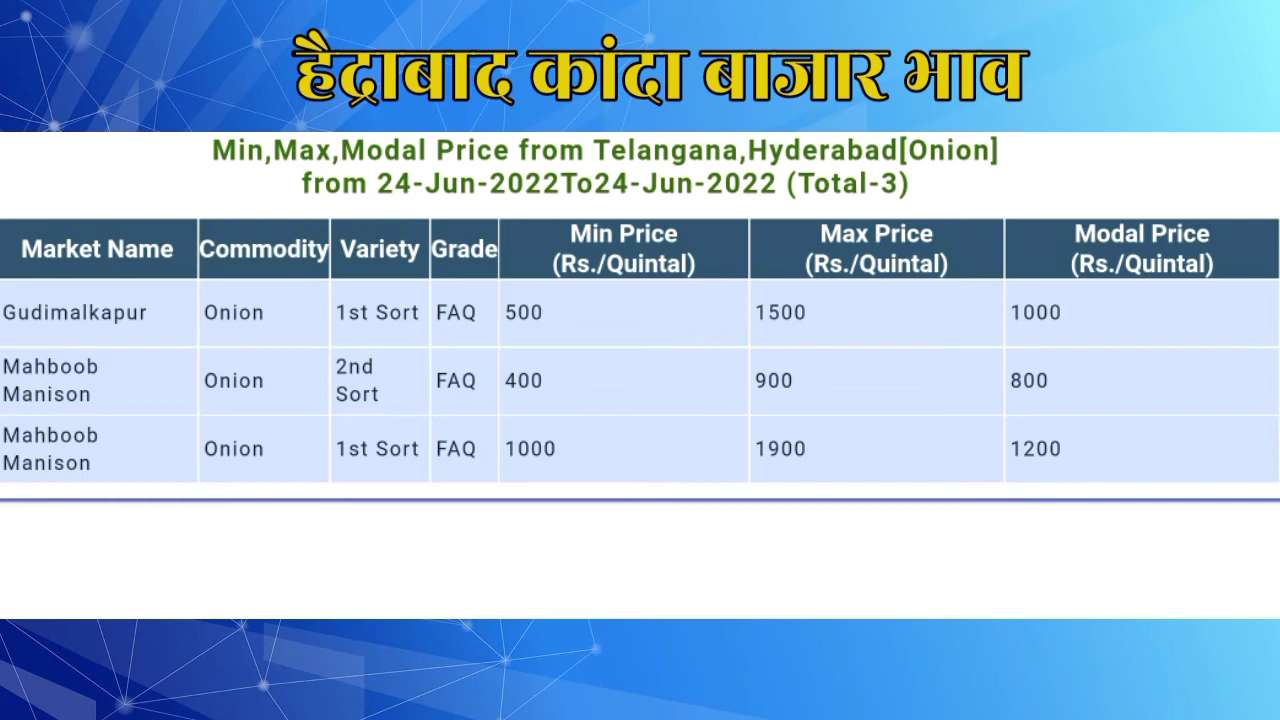 हैद्राबाद कांदा बाजार भाव
Min,Max,Modal Price from Telangana,Hyderabad[Onion]
from 24-Jun-2022To24-Jun-2022 (Total-3)
Market Name Commodity Variety Grade Min Price (Rs./Quintal) Max Price (Rs./Quintal) Modal Price (Rs./Quintal)
Gudimalkapur Onion 1st Sort FAQ 500 1500 1000
Mahboob Manison Onion 2nd Sort FAQ 400 900 800
Mahboob Manison Onion 1st Sort FAQ 1000 1900 1200